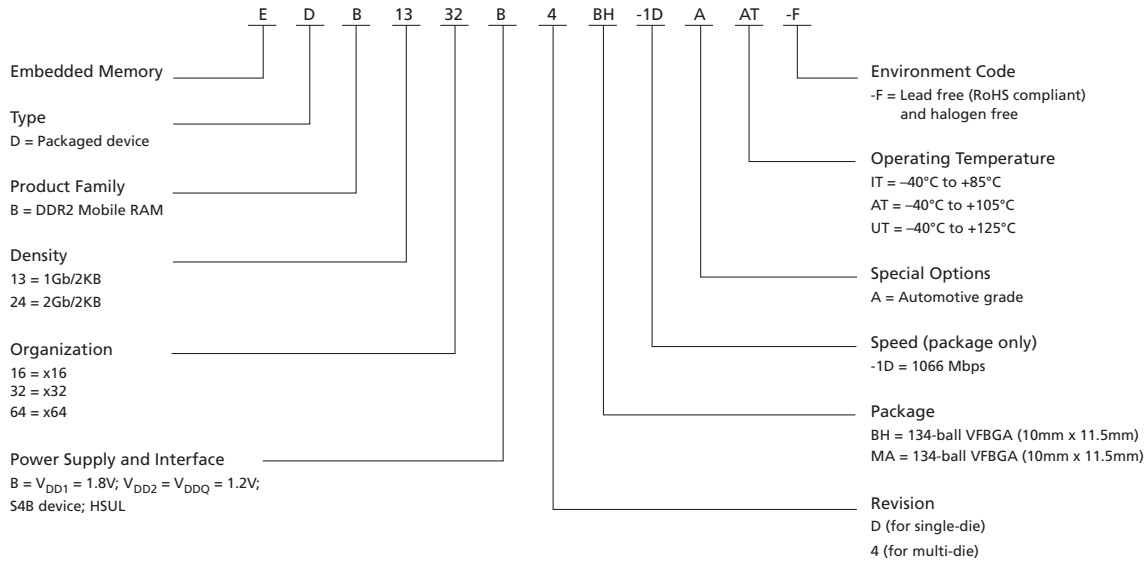 E D B 13 32 B 4 BH -1D A AT -F
Embedded Memory
Type
D = Packaged device
Product Family
B = DDR2 Mobile RAM
Density
13 = 1Gb/2KB
24 = 2Gb/2KB
Organization
16 = x16
32 = x32
64 = x64
Power Supply and Interface
B = VDD1 = 1.8V; VDD2 = VDDQ = 1.2V;
S4B device; HSUL
Environment Code
-F = Lead free (RoHS compliant)
and halogen free
Operating Temperature
IT = –40°C to +85°C
AT = –40°C to +105°C
UT = –40°C to +125°C
Special Options
A = Automotive grade
Speed (package only)
-1D = 1066 Mbps
Package
BH = 134-ball VFBGA (10mm x 11.5mm)
MA = 134-ball VFBGA (10mm x 11.5mm)
Revision
D (for single-die)
4 (for multi-die)